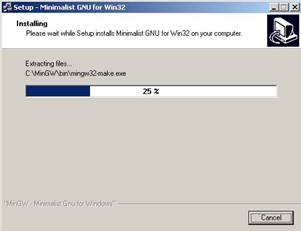 Setup - Minimalist GNU for Win32
Installing
Please wait while Setup installs Minimalist GNU for Win32 on your computer.
Extracting files...
C:\MinGW\bin\mingw32-make.exe
25 %
"MinGW - Minimalist Gnu for Windows"
Cancel